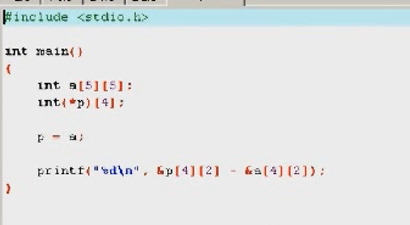 #include <stdio.h>
int main()
{
int a[5][5];
int(*p)[4];
p = a;
printf("%d\n", &p[4][2] - &a[4][2]);
}